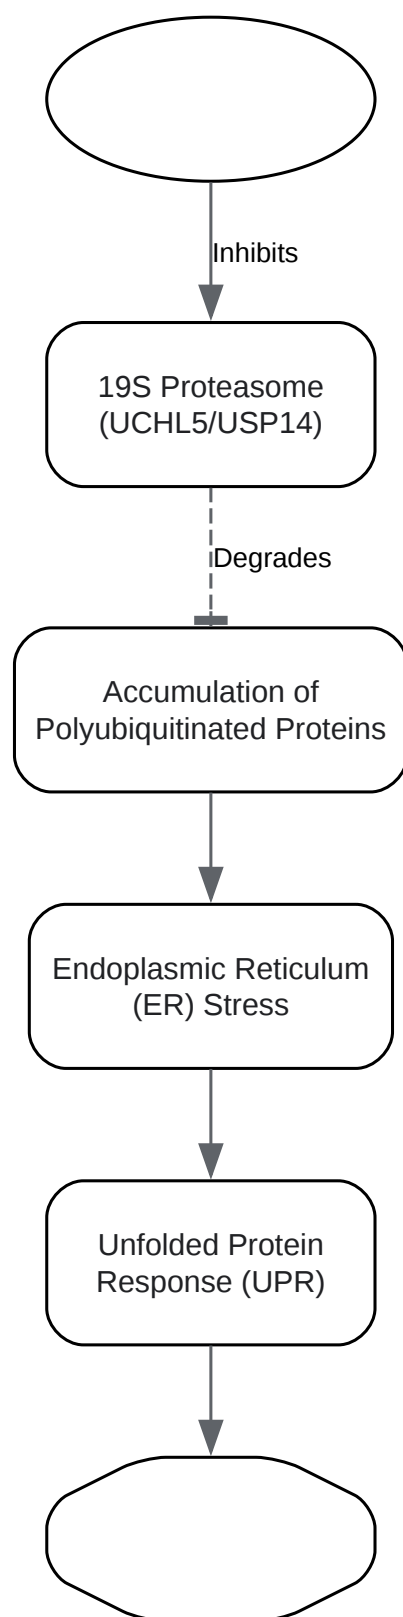 Inhibits
19S Proteasome
(UCHL5/USP14)
Degrades
Accumulation of
Polyubiquitinated Proteins
Endoplasmic Reticulum
(ER) Stress
Unfolded Protein
Response (UPR)